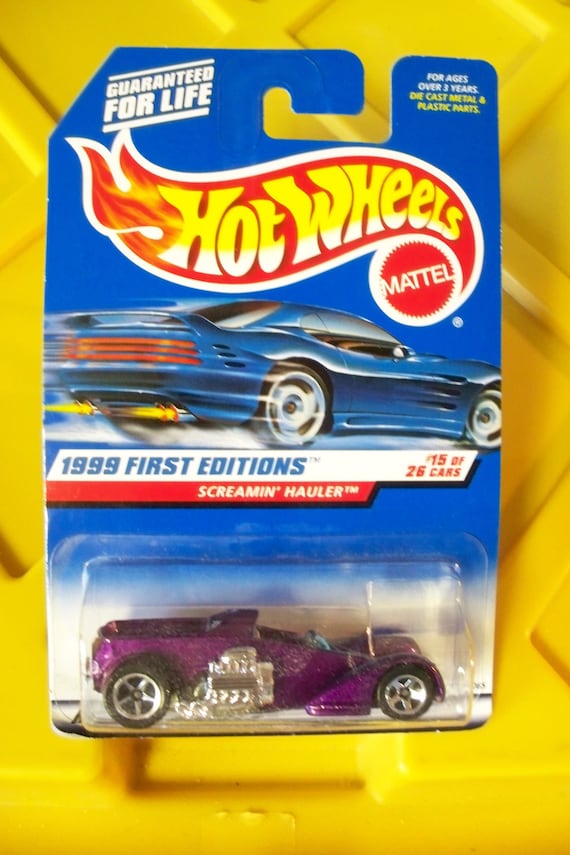 GUARANTEED
FOR LIFE
FOR AGES
OVER 3 YEARS.
DIE CAST METAL &
PLASTIC PARTS.
Hot Wheels
MATTEL
®
1999 FIRST EDITIONS™
#15 OF
26 CARS
SCREAMIN' HAULER™